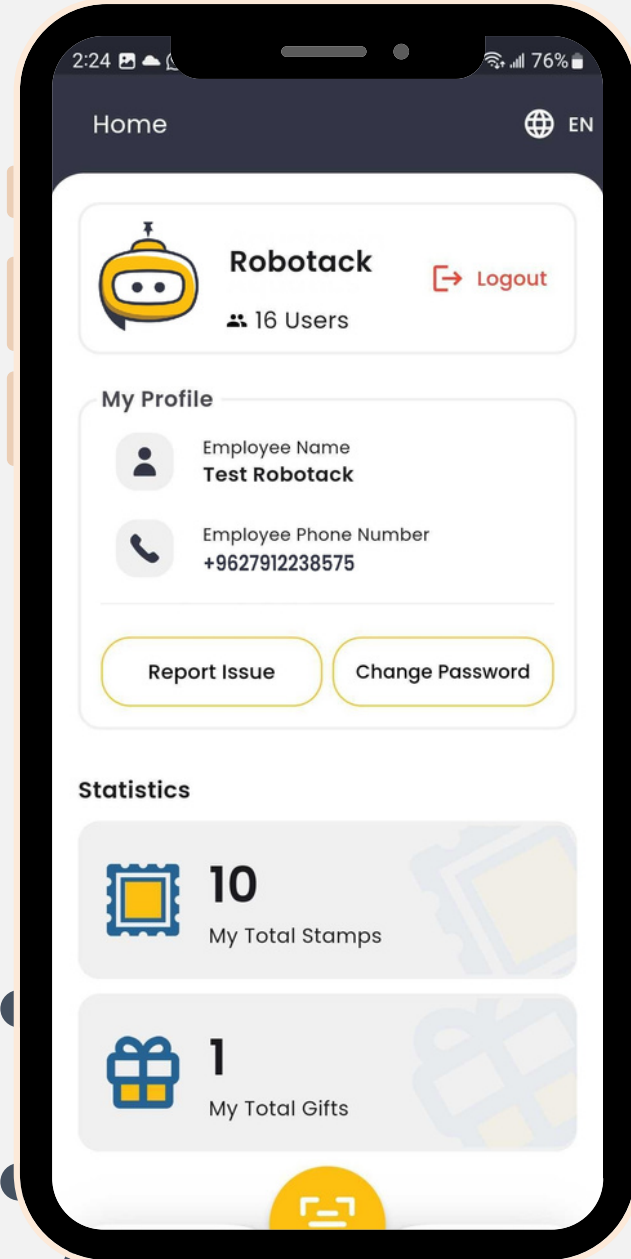 2:24
76%
Home
EN
Robotack
Logout
16 Users
My Profile
Employee Name
Test Robotack
Employee Phone Number
+9627912238575
Report Issue
Change Password
Statistics
10
My Total Stamps
1
My Total Gifts